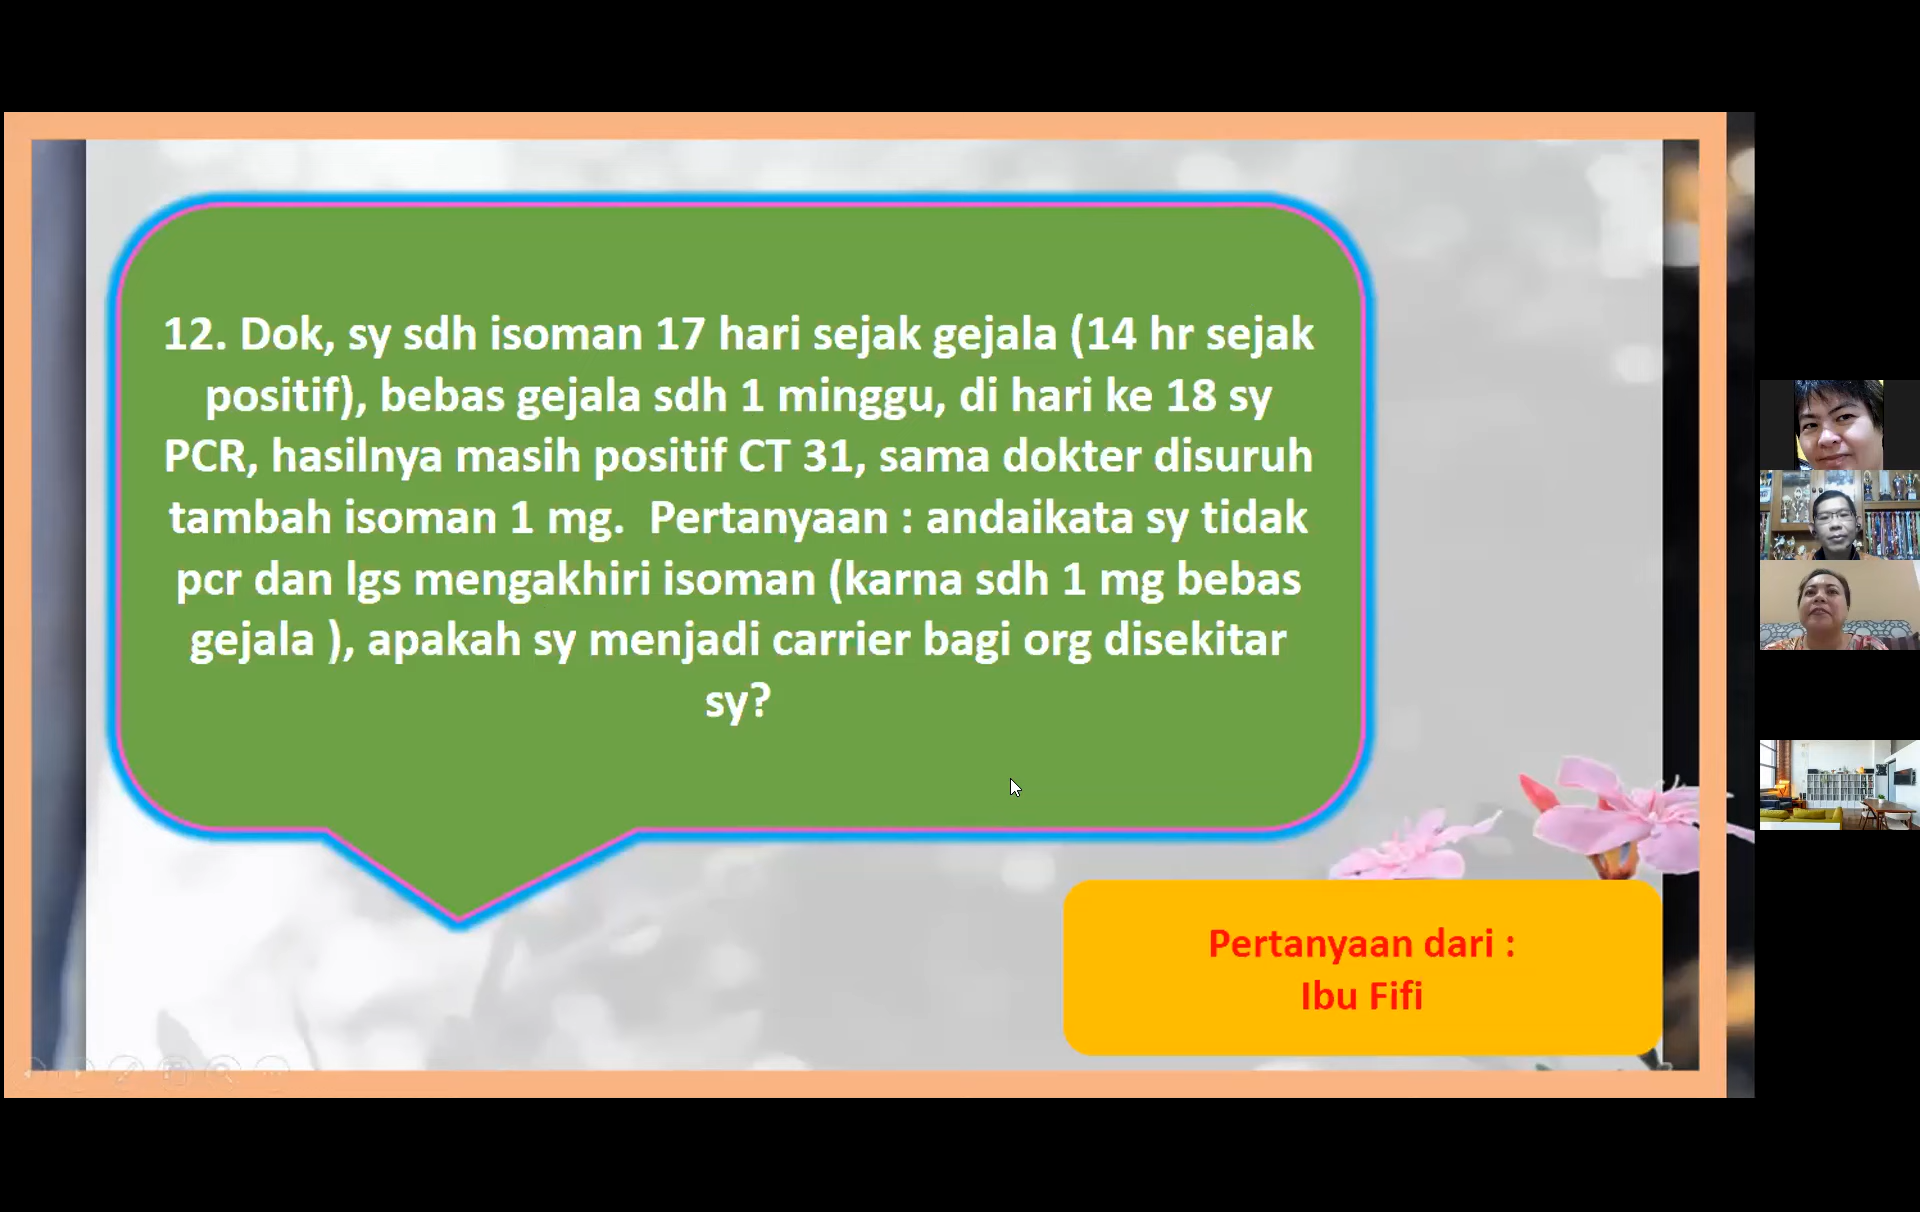 12. Dok, sy sdh isoman 17 hari sejak gejala (14 hr sejak
positif), bebas gejala sdh 1 minggu, di hari ke 18 sy
PCR, hasilnya masih positif CT 31, sama dokter disuruh
tambah isoman 1 mg.  Pertanyaan : andaikata sy tidak
pcr dan lgs mengakhiri isoman (karna sdh 1 mg bebas
gejala ), apakah sy menjadi carrier bagi org disekitar
sy?
Pertanyaan dari :
Ibu Fifi